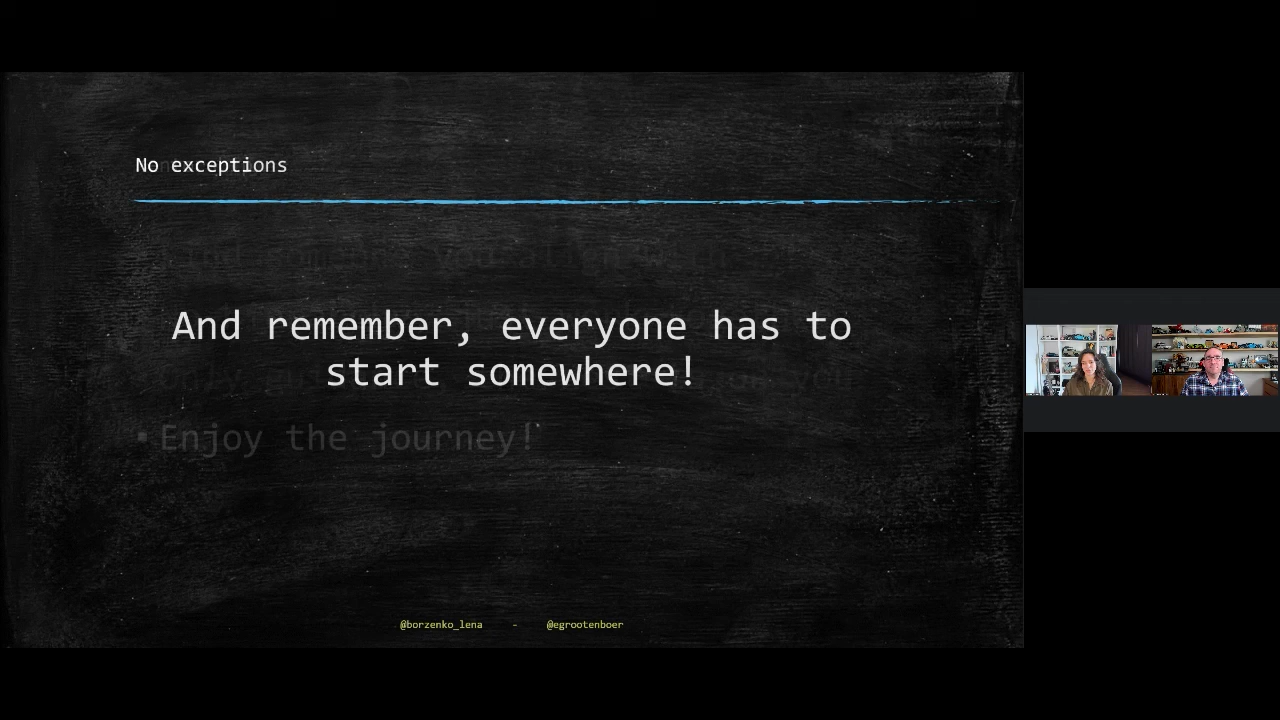 No exceptions
And remember, everyone has to
start somewhere!
Enjoy the journey!
@borzenko_lena - @egrootenboer